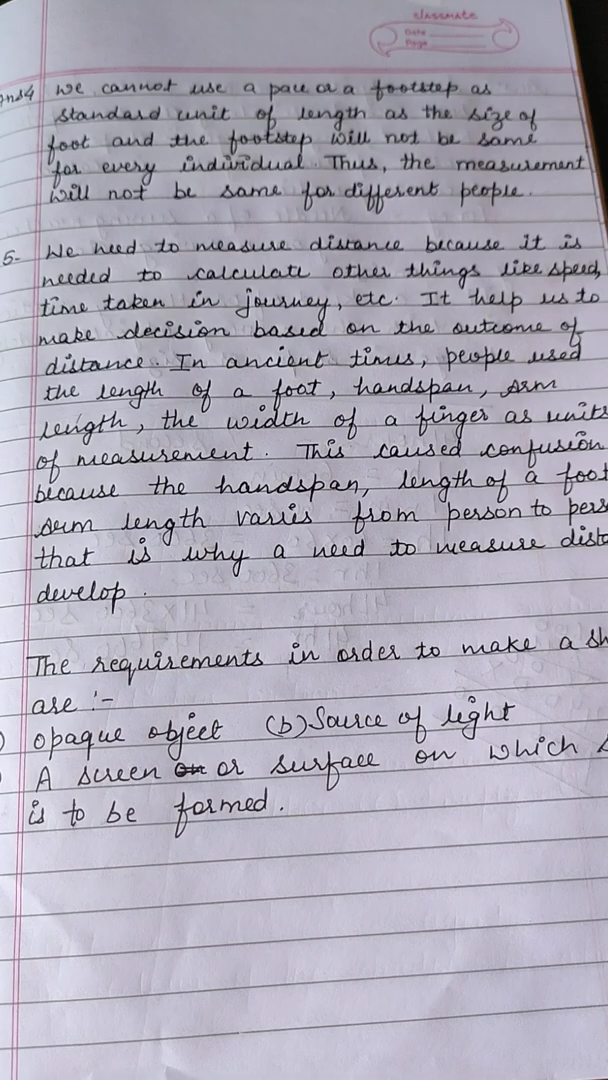 classmate
Date
Page
Ans4 We cannot use a pace or a footstep as
standard unit of length as the size of
foot and the footstep will not be same
for every individual. Thus, the measurement
will not be same for different people.
5- We need to measure distance because it is
needed to calculate other things like speed,
time taken in journey, etc. It help us to
make decision based on the outcome of
distance. In ancient times, people used
the length of a foot, handspan, arm
length, the width of a finger as units
of measurement. This caused confusion
because the handspan, length of a foot
arm length varies from person to pers
that is why a need to measure dista
develop.
The requirements in order to make a sh
are :-
opaque object (b) Source of light
A screen or or surface on which s
is to be formed.